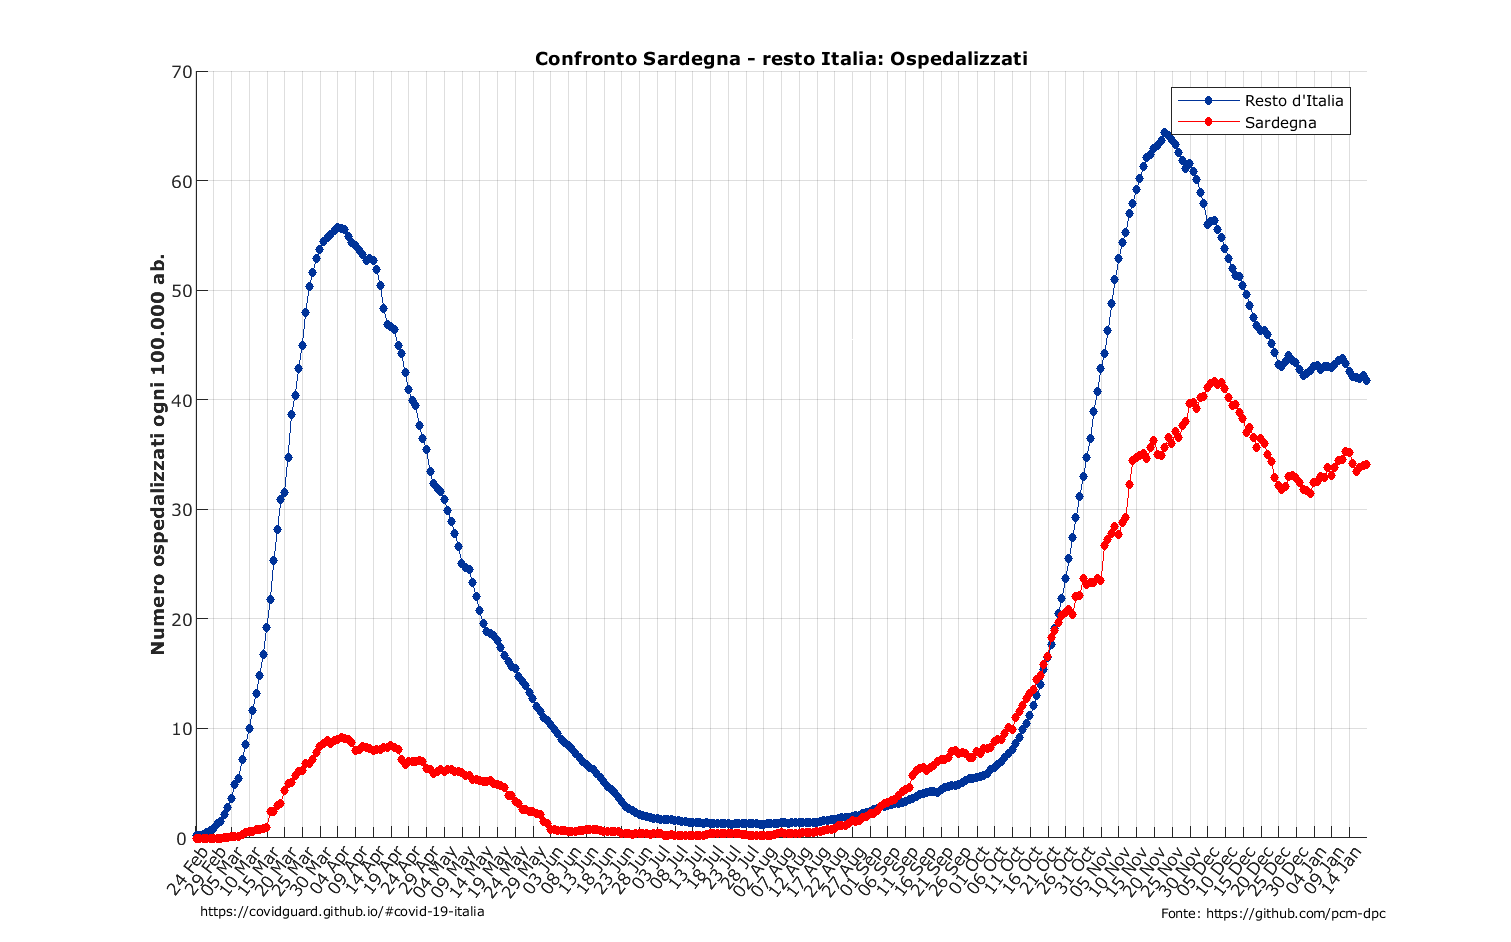 Confronto Sardegna - resto Italia: Ospedalizzati
Resto d'Italia
Sardegna
Numero ospedalizzati ogni 100.000 ab.
70
60
50
40
30
20
10
0
24 Feb
29 Feb
05 Mar
10 Mar
15 Mar
20 Mar
25 Mar
30 Mar
04 Apr
09 Apr
14 Apr
19 Apr
24 Apr
29 Apr
04 May
09 May
14 May
19 May
24 May
29 May
03 Jun
08 Jun
13 Jun
18 Jun
23 Jun
28 Jun
03 Jul
08 Jul
13 Jul
18 Jul
23 Jul
28 Jul
02 Aug
07 Aug
12 Aug
17 Aug
22 Aug
27 Aug
01 Sep
06 Sep
11 Sep
16 Sep
21 Sep
26 Sep
01 Oct
06 Oct
11 Oct
16 Oct
21 Oct
26 Oct
31 Oct
05 Nov
10 Nov
15 Nov
20 Nov
25 Nov
30 Nov
05 Dec
10 Dec
15 Dec
20 Dec
25 Dec
30 Dec
04 Jan
09 Jan
14 Jan
https://covidguard.github.io/#covid-19-italia
Fonte: https://github.com/pcm-dpc